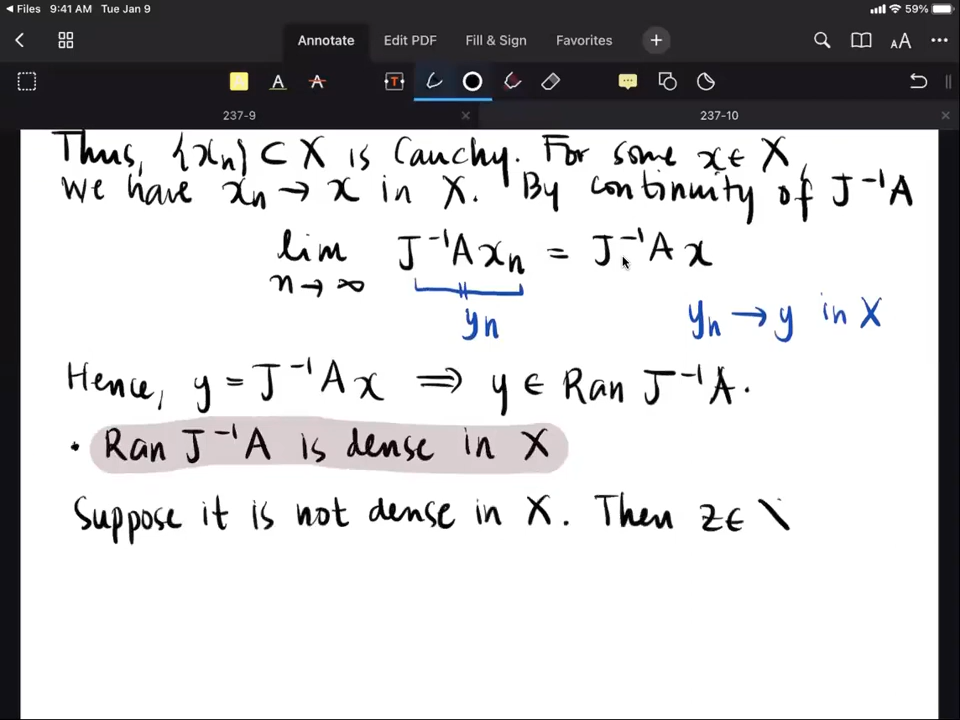 Files 9:41 AM Tue Jan 9 59%
Annotate Edit PDF Fill & Sign Favorites + AA
A A T
237-9 × 237-10 ×
Thus, {xₙ} ⊂ X is Cauchy. For some x ∈ X,
we have xₙ → x in X. By continuity of J⁻¹A
lim J⁻¹Axₙ = J⁻¹Ax
n → ∞
yₙ yₙ → y in X
Hence, y = J⁻¹Ax ⟹ y ∈ Ran J⁻¹A.
• Ran J⁻¹A is dense in X
Suppose it is not dense in X. Then z ∈ \